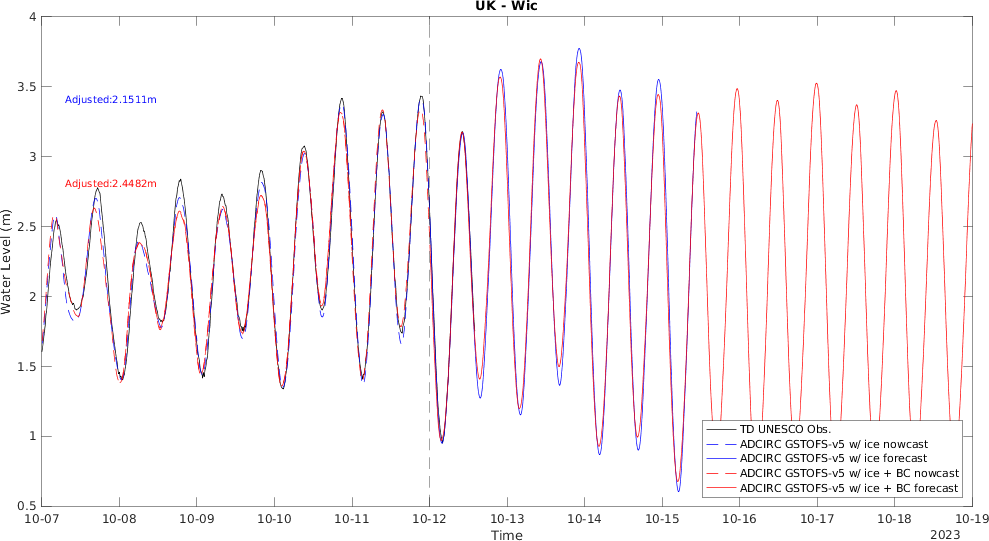 UK - Wic
4
3.5
3
2.5
2
1.5
1
0.5
Water Level (m)
Adjusted:2.1511m
Adjusted:2.4482m
TD UNESCO Obs.
ADCIRC GSTOFS-v5 w/ ice nowcast
ADCIRC GSTOFS-v5 w/ ice forecast
ADCIRC GSTOFS-v5 w/ ice + BC nowcast
ADCIRC GSTOFS-v5 w/ ice + BC forecast
10-07 10-08 10-09 10-10 10-11 10-12 10-13 10-14 10-15 10-16 10-17 10-18 10-19
Time
2023